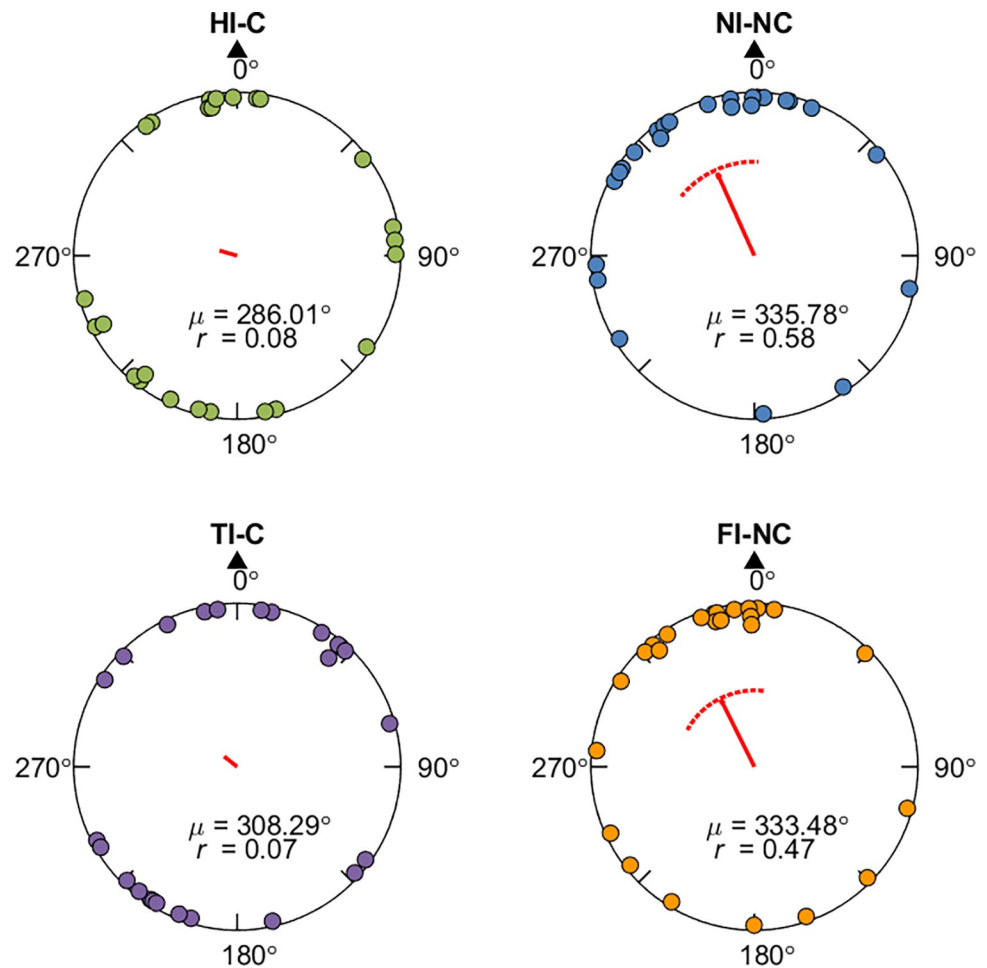 HI-C
0°
270°
90°
μ = 286.01°
r = 0.08
180°
NI-NC
0°
270°
90°
μ = 335.78°
r = 0.58
180°
TI-C
0°
270°
90°
μ = 308.29°
r = 0.07
180°
FI-NC
0°
270°
90°
μ = 333.48°
r = 0.47
180°